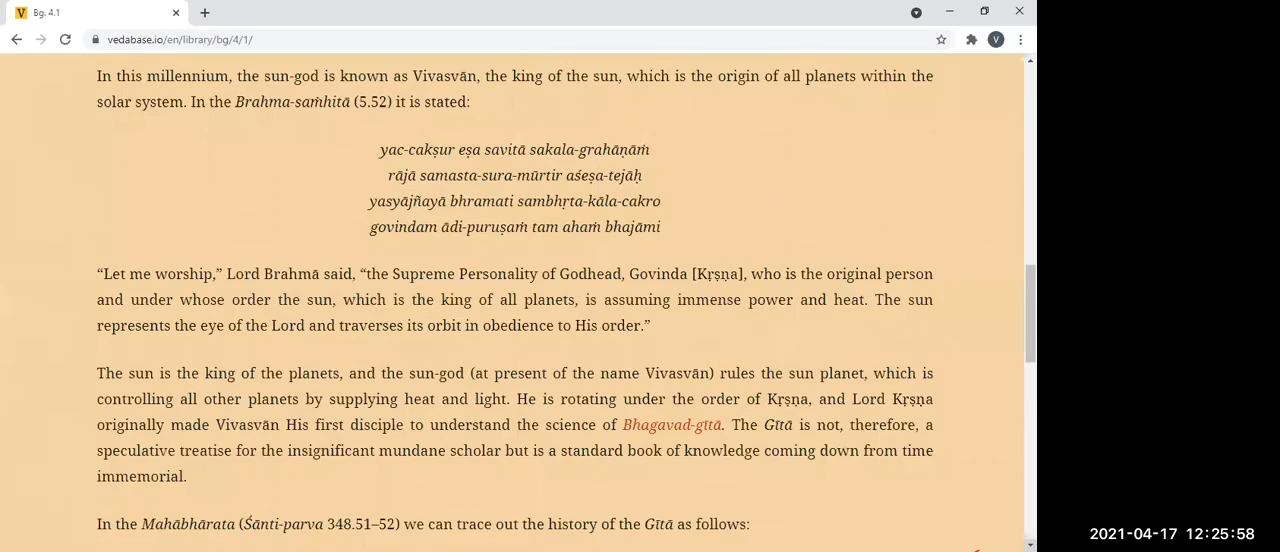 V Bg. 4.1
vedabase.io/en/library/bg/4/1/
V
In this millennium, the sun-god is known as Vivasvān, the king of the sun, which is the origin of all planets within the
solar system. In the Brahma-saṁhitā (5.52) it is stated:
yac-cakṣur eṣa savitā sakala-grahāṇāṁ
rājā samasta-sura-mūrtir aśeṣa-tejāḥ
yasyājñayā bhramati sambhṛta-kāla-cakro
govindam ādi-puruṣaṁ tam ahaṁ bhajāmi
“Let me worship,” Lord Brahmā said, “the Supreme Personality of Godhead, Govinda [Kṛṣṇa], who is the original person
and under whose order the sun, which is the king of all planets, is assuming immense power and heat. The sun
represents the eye of the Lord and traverses its orbit in obedience to His order.”
The sun is the king of the planets, and the sun-god (at present of the name Vivasvān) rules the sun planet, which is
controlling all other planets by supplying heat and light. He is rotating under the order of Kṛṣṇa, and Lord Kṛṣṇa
originally made Vivasvān His first disciple to understand the science of Bhagavad-gītā. The Gītā is not, therefore, a
speculative treatise for the insignificant mundane scholar but is a standard book of knowledge coming down from time
immemorial.
In the Mahābhārata (Śānti-parva 348.51–52) we can trace out the history of the Gītā as follows:
2021-04-17 12:25:58